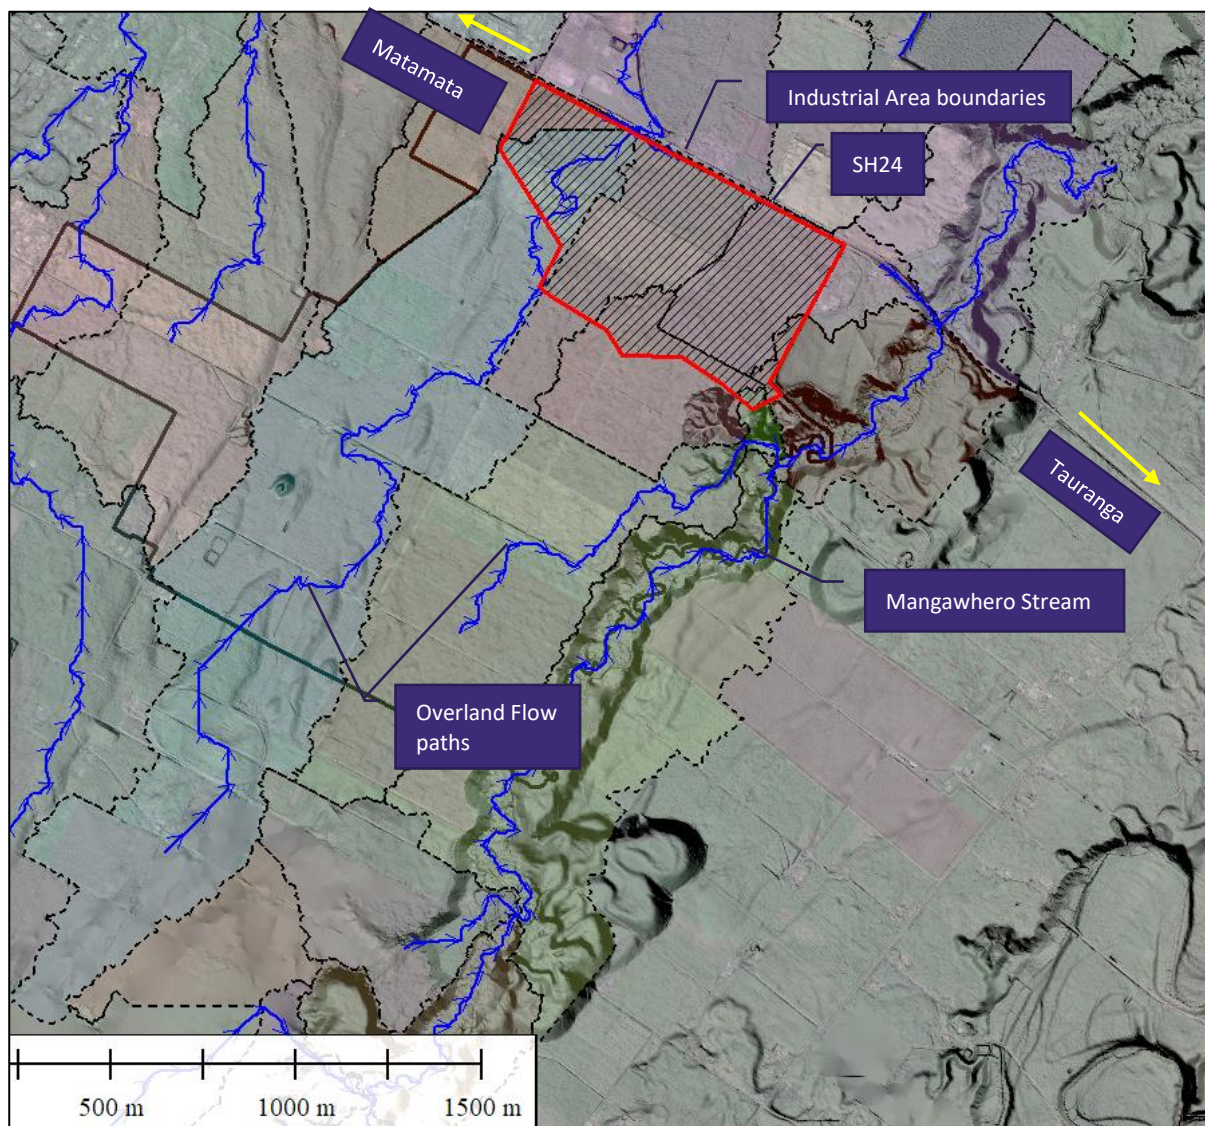 Matamata
Industrial Area boundaries
SH24
Tauranga
Mangawhero Stream
Overland Flow
paths
500 m
1000 m
1500 m